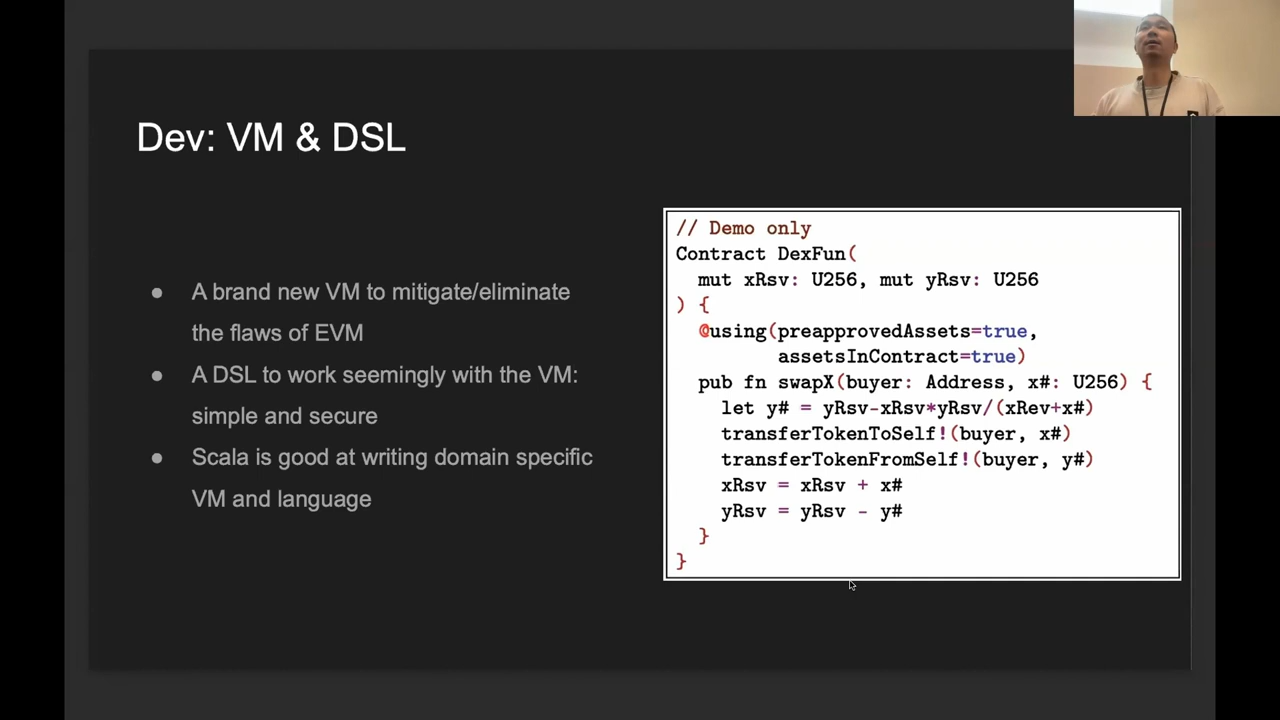 Dev: VM & DSL
● A brand new VM to mitigate/eliminate
the flaws of EVM
● A DSL to work seemingly with the VM:
simple and secure
● Scala is good at writing domain specific
VM and language
// Demo only
Contract DexFun(
mut xRsv: U256, mut yRsv: U256
) {
@using(preapprovedAssets=true,
assetsInContract=true)
pub fn swapX(buyer: Address, x#: U256) {
let y# = yRsv-xRsv*yRsv/(xRev+x#)
transferTokenToSelf!(buyer, x#)
transferTokenFromSelf!(buyer, y#)
xRsv = xRsv + x#
yRsv = yRsv - y#
}
}